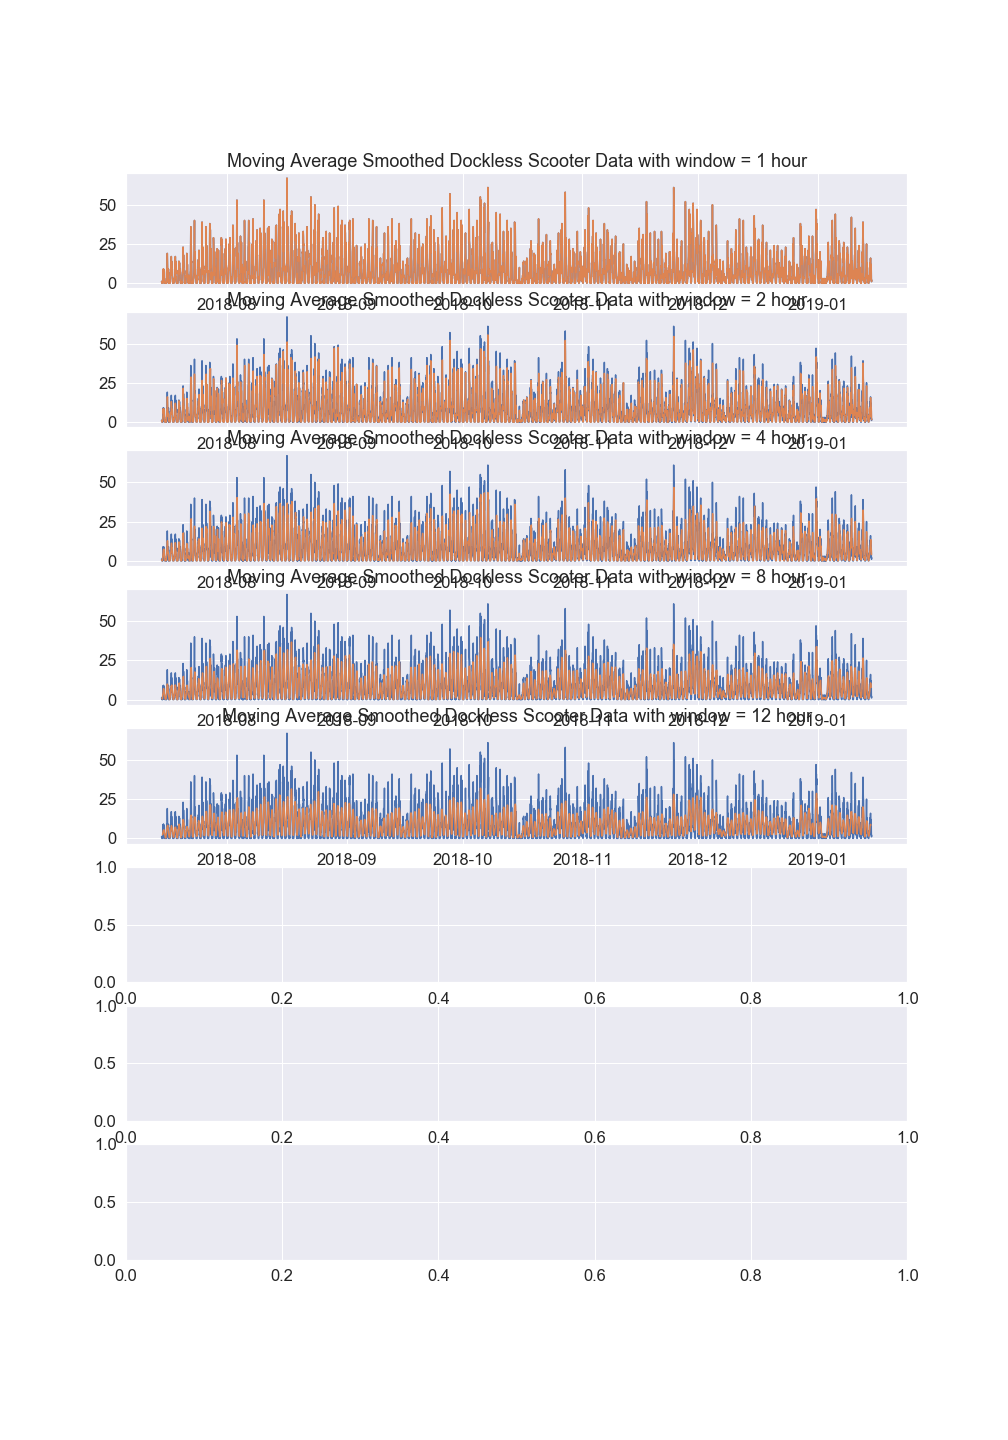 Moving Average Smoothed Dockless Scooter Data with window = 1 hour
50
25
0
2018-08 2018-09 2018-10 2018-11 2018-12 2019-01
Moving Average Smoothed Dockless Scooter Data with window = 2 hour
50
25
0
2018-08 2018-09 2018-10 2018-11 2018-12 2019-01
Moving Average Smoothed Dockless Scooter Data with window = 4 hour
50
25
0
2018-08 2018-09 2018-10 2018-11 2018-12 2019-01
Moving Average Smoothed Dockless Scooter Data with window = 8 hour
50
25
0
2018-08 2018-09 2018-10 2018-11 2018-12 2019-01
Moving Average Smoothed Dockless Scooter Data with window = 12 hour
50
25
0
2018-08 2018-09 2018-10 2018-11 2018-12 2019-01
1.0
0.5
0.0
0.0 0.2 0.4 0.6 0.8 1.0
1.0
0.5
0.0
0.0 0.2 0.4 0.6 0.8 1.0
1.0
0.5
0.0
0.0 0.2 0.4 0.6 0.8 1.0